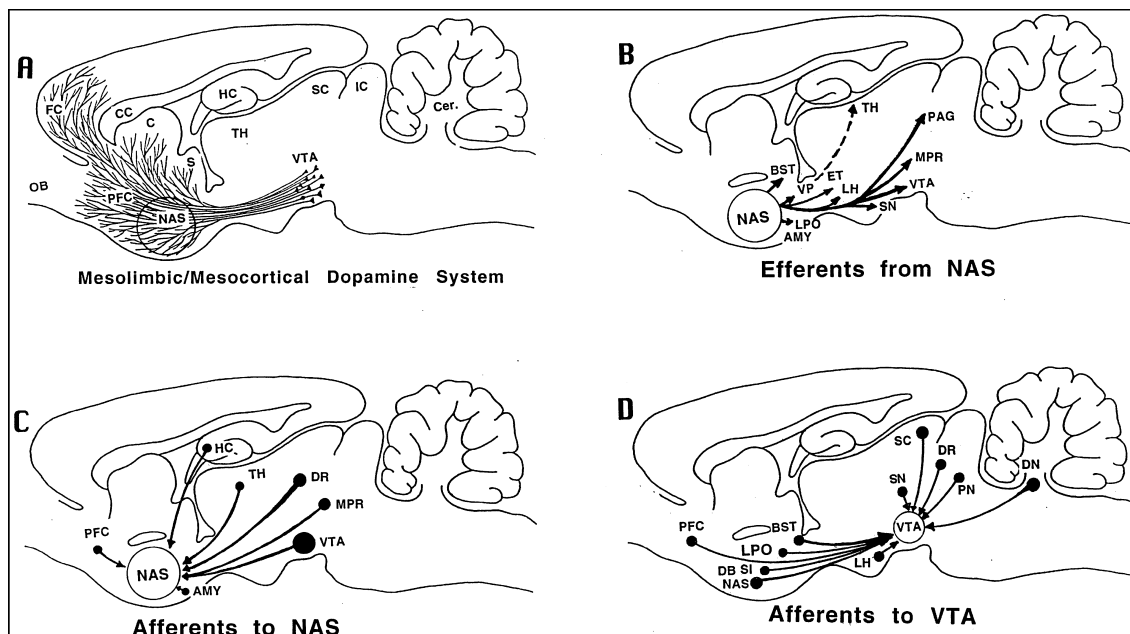 A
FC
CC
C
HC
SC
IC
Cer.
TH
S
VTA
OB
PFC
NAS
Mesolimbic/Mesocortical Dopamine System
B
TH
PAG
BST
ET
MPR
VP
LH
VTA
NAS
SN
LPO
AMY
Efferents from NAS
C
HC
TH
DR
MPR
PFC
VTA
NAS
AMY
Afferents to NAS
D
SC
DR
DN
SN
PN
PFC
BST
VTA
LPO
LH
DB SI
NAS
Afferents to VTA